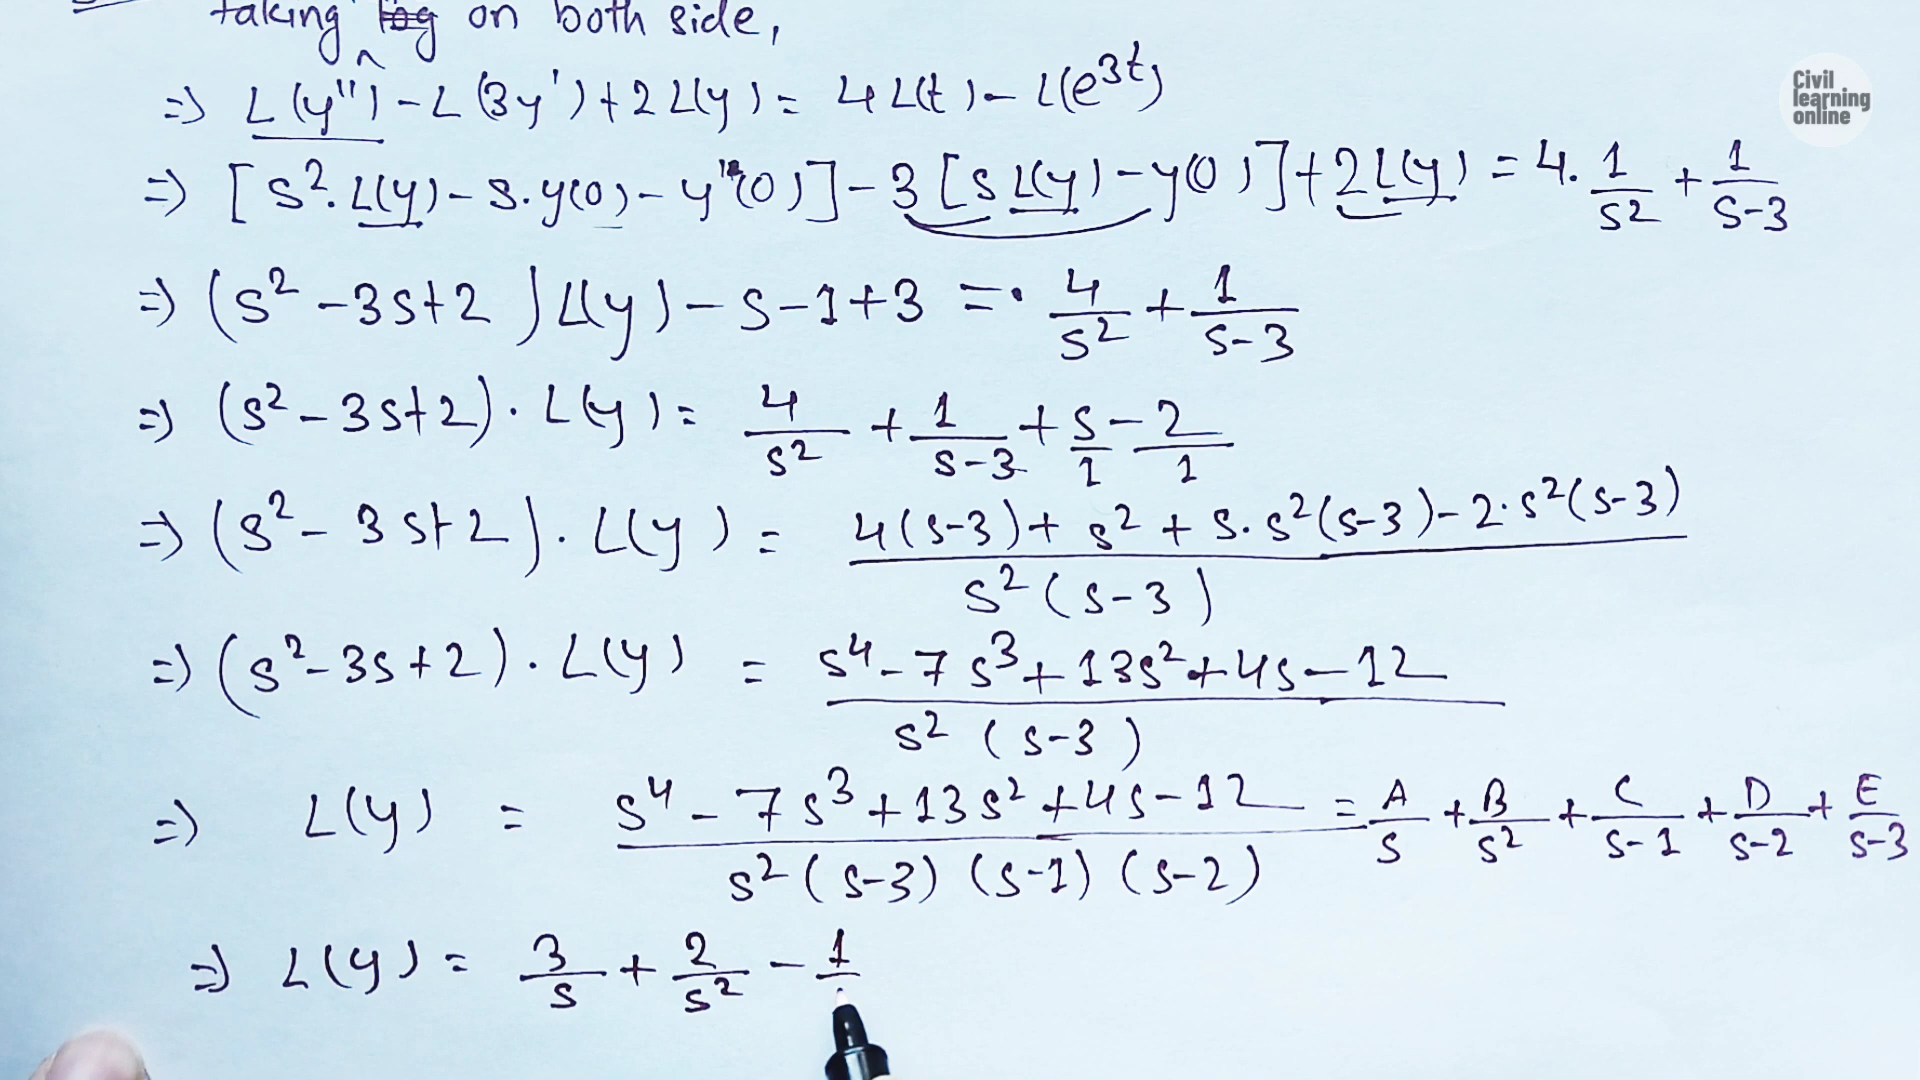 taking log on both side,
⇒ L(y'') - L(3y') + 2L(y) = 4L(t) - L(e^3t)
Civil
learning
online
⇒ [s². L(y) - s.y(0) - y'(0)] - 3[s L(y) - y(0)] + 2L(y) = 4. 1/s² + 1/(s-3)
⇒ (s² - 3s+2) L(y) - s - 1 + 3 = 4/s² + 1/(s-3)
⇒ (s² - 3s+2) · L(y) = 4/s² + 1/(s-3) + s/1 - 2/1
⇒ (s² - 3s+2) · L(y) = (4(s-3) + s² + s.s²(s-3) - 2·s²(s-3)) / (s²(s-3))
⇒ (s² - 3s+2) · L(y) = (s⁴ - 7s³ + 13s² + 4s - 12) / (s² (s-3))
⇒ L(y) = (s⁴ - 7s³ + 13s² + 4s - 12) / (s²(s-3) (s-1) (s-2)) = A/s + B/s² + C/(s-1) + D/(s-2) + E/(s-3)
⇒ L(y) = 3/s + 2/s² - 1/